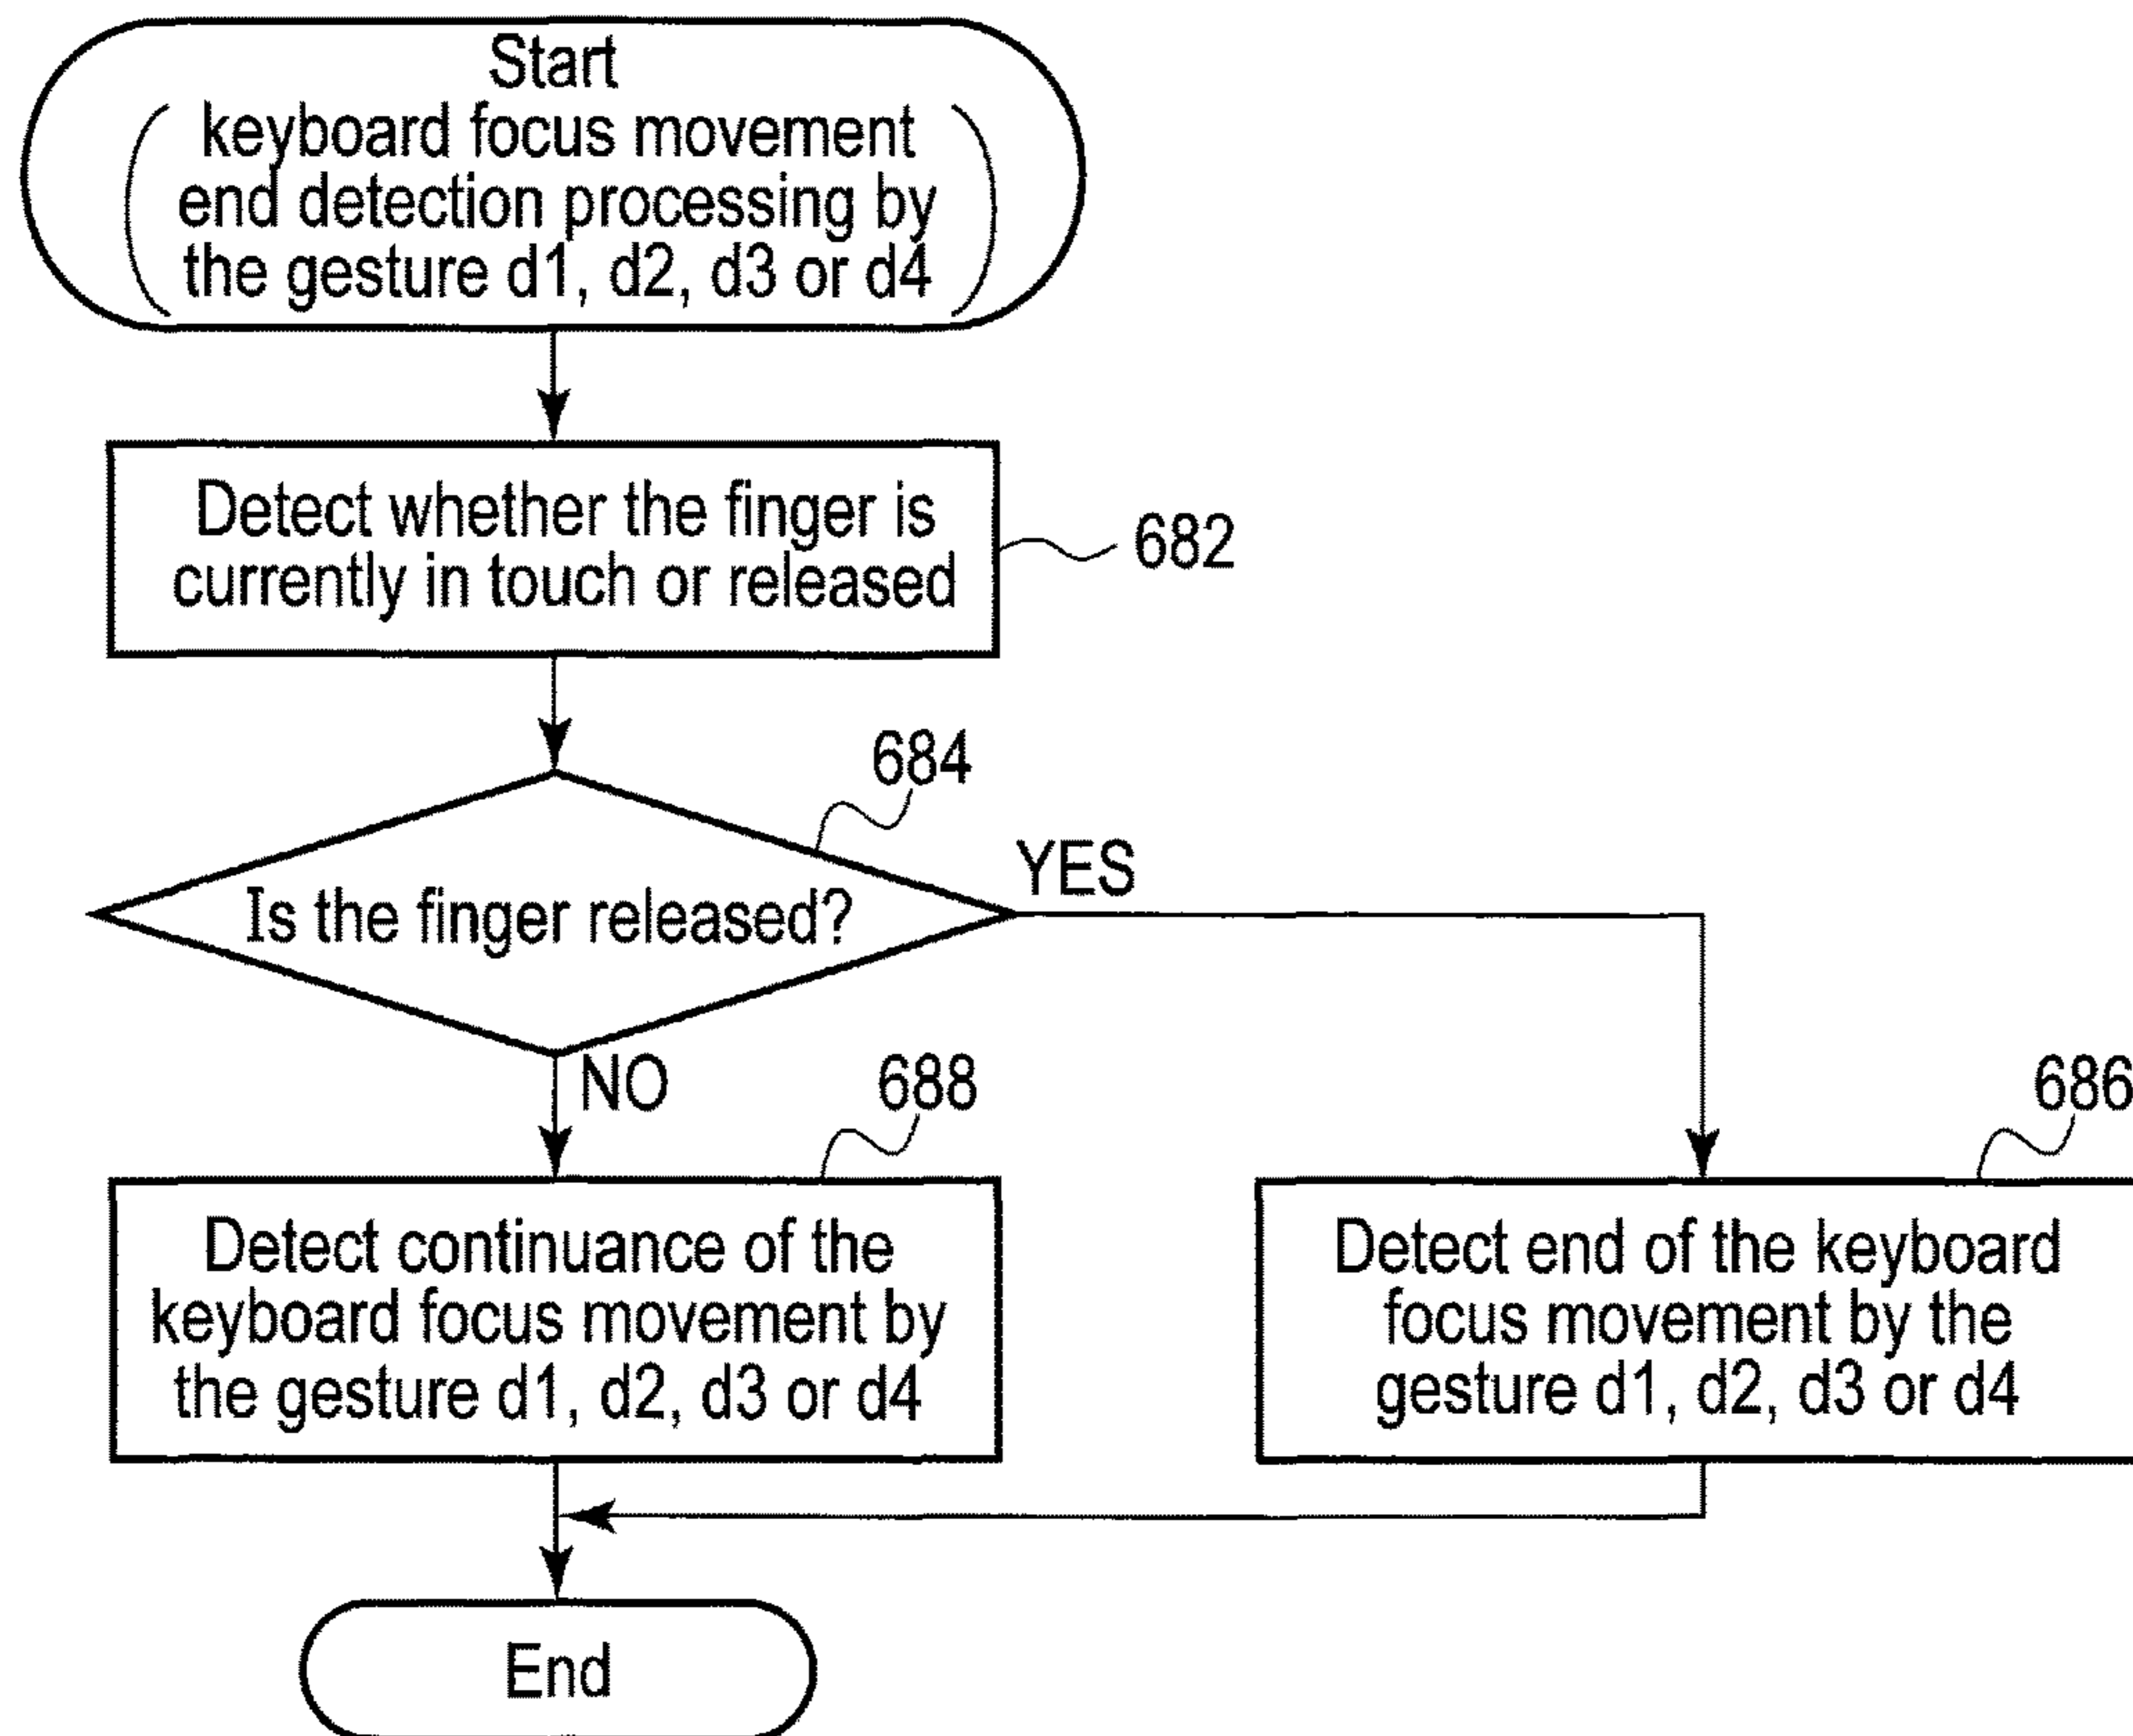 Start
keyboard focus movement
end detection processing by
the gesture d1, d2, d3 or d4
Detect whether the finger is
currently in touch or released
682
684
Is the finger released?
YES
NO
688
686
Detect continuance of the
keyboard focus movement by
the gesture d1, d2, d3 or d4
Detect end of the keyboard
focus movement by the
gesture d1, d2, d3 or d4
End